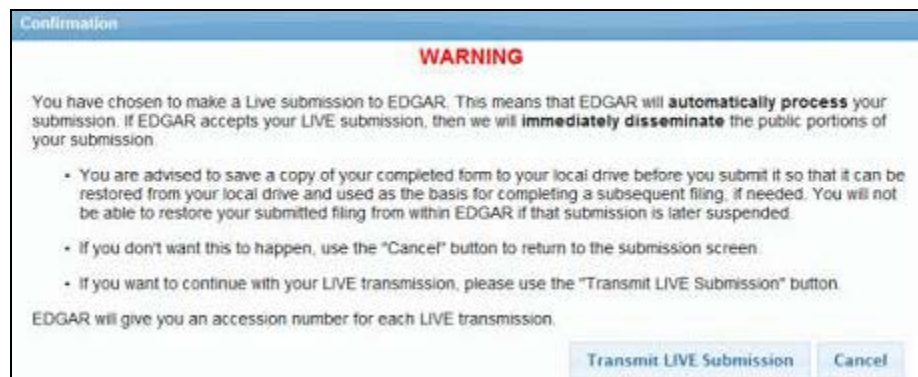 Confirmation
WARNING
You have chosen to make a Live submission to EDGAR. This means that EDGAR will automatically process your
submission. If EDGAR accepts your LIVE submission, then we will immediately disseminate the public portions of
your submission.
• You are advised to save a copy of your completed form to your local drive before you submit it so that it can be
restored from your local drive and used as the basis for completing a subsequent filing, if needed. You will not
be able to restore your submitted filing from within EDGAR if that submission is later suspended.
• If you don't want this to happen, use the "Cancel" button to return to the submission screen.
• If you want to continue with your LIVE transmission, please use the "Transmit LIVE Submission" button.
EDGAR will give you an accession number for each LIVE transmission.
Transmit LIVE Submission Cancel